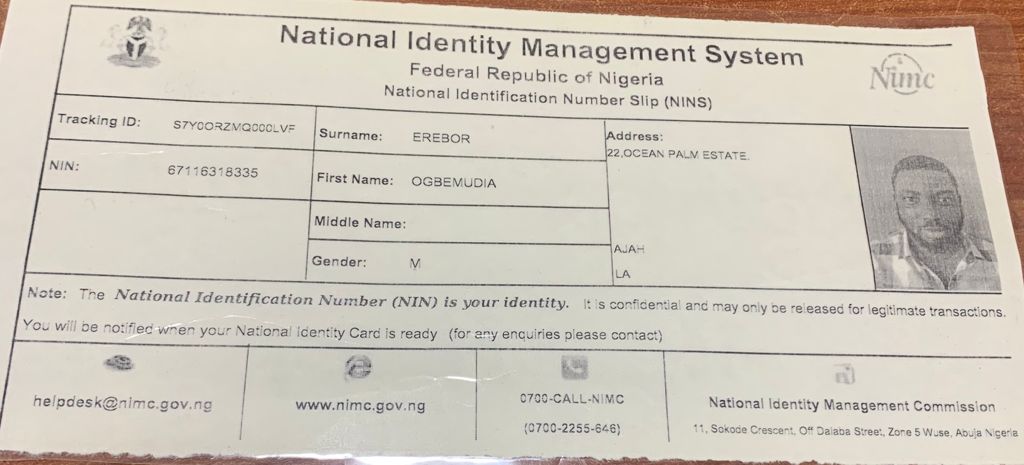 National Identity Management System
Federal Republic of Nigeria
National Identification Number Slip (NINS)
Nimc
Tracking ID: S7Y0ORZMQ000LVF
Surname: EREBOR
Address:
22,OCEAN PALM ESTATE.
NIN: 67116318335
First Name: OGBEMUDIA
Middle Name:
AJAH
Gender: M
LA
Note: The National Identification Number (NIN) is your identity. It is confidential and may only be released for legitimate transactions.
You will be notified when your National Identity Card is ready (for any enquiries please contact)
helpdesk@nimc.gov.ng
www.nimc.gov.ng
0700-CALL-NIMC
(0700-2255-646)
National Identity Management Commission
11, Sokode Crescent, Off Dalaba Street, Zone 5 Wuse, Abuja Nigeria